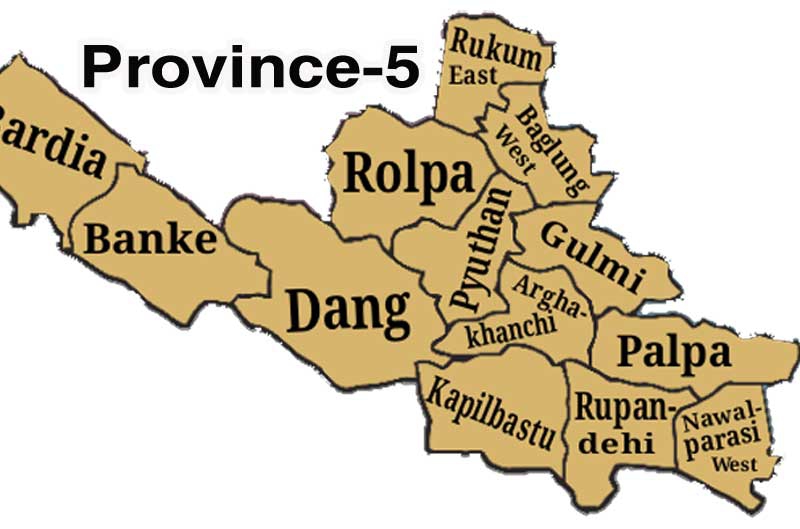 Province-5
Rukum
East
Baglung
West
Bardia
Rolpa
Banke
Pyuthan
Gulmi
Dang
Argha-
khanchi
Palpa
Kapilbastu
Rupan-
dehi
Nawal-
parasi
West